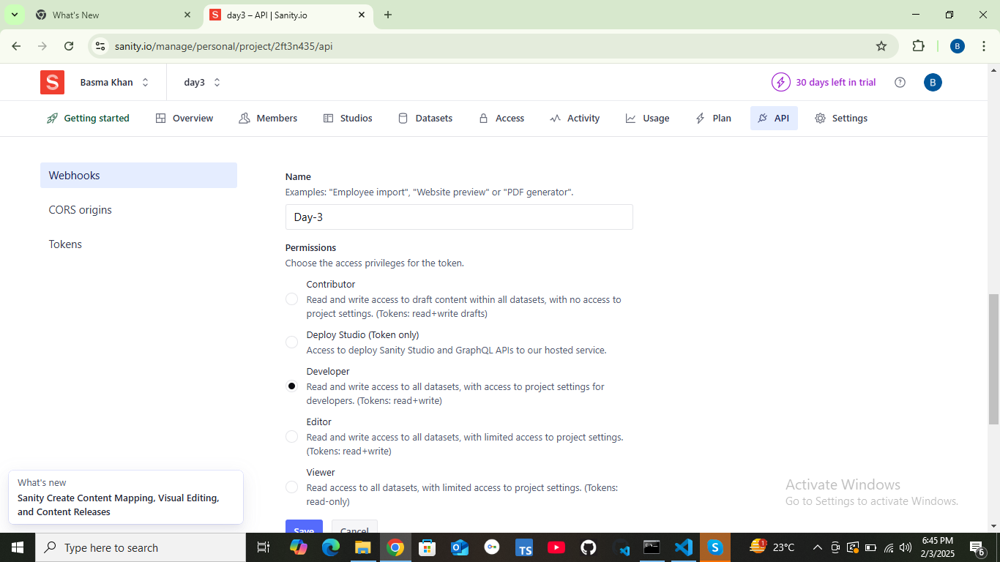 What's New
S day3 – API | Sanity.io
sanity.io/manage/personal/project/2ft3n435/api
B
S Basma Khan day3 30 days left in trial ? B
Getting started Overview Members Studios Datasets Access Activity Usage Plan API Settings
Webhooks
CORS origins
Tokens
Name
Examples: "Employee import", "Website preview" or "PDF generator".
Day-3
Permissions
Choose the access privileges for the token.
Contributor
Read and write access to draft content within all datasets, with no access to
project settings. (Tokens: read+write drafts)
Deploy Studio (Token only)
Access to deploy Sanity Studio and GraphQL APIs to our hosted service.
Developer
Read and write access to all datasets, with access to project settings for
developers. (Tokens: read+write)
Editor
Read and write access to all datasets, with limited access to project settings.
(Tokens: read+write)
Viewer
Read access to all datasets, with limited access to project settings. (Tokens:
read-only)
Save Cancel
What's new
Sanity Create Content Mapping, Visual Editing,
and Content Releases
Activate Windows
Go to Settings to activate Windows.
Type here to search
TS
S
1
23°C
6:45 PM
2/3/2025
6